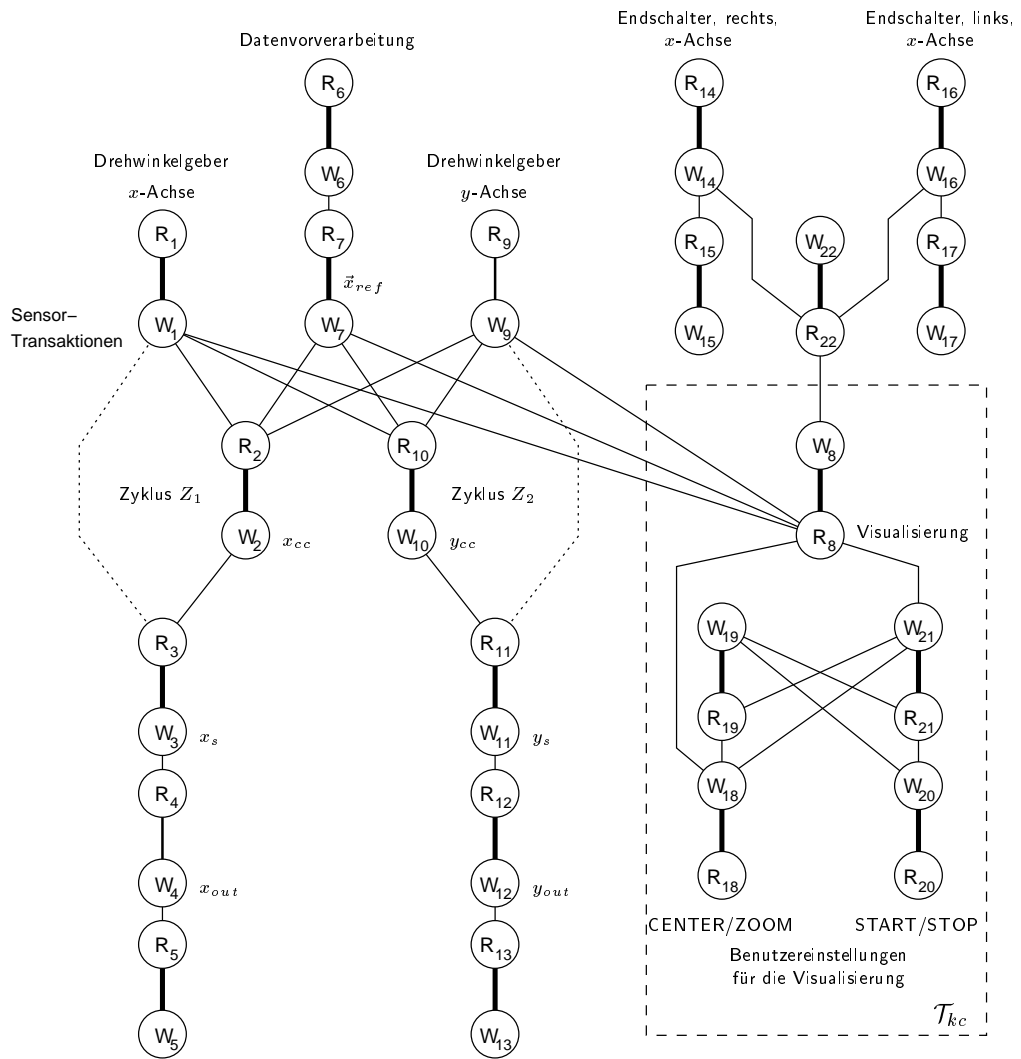 Endschalter, rechts,
x-Achse
Endschalter, links,
x-Achse
Datenvorverarbeitung
R6
R14
R16
Drehwinkelgeber
x-Achse
Drehwinkelgeber
y-Achse
W6
W14
W16
R1
R7
R9
R15
W22
R17
x⃗ref
Sensor–
Transaktionen
W1
W7
W9
W15
R22
W17
R2
R10
W8
Zyklus Z1
Zyklus Z2
W2
xcc
W10
ycc
R8
Visualisierung
R3
R11
W19
W21
R19
R21
W3
xs
W11
ys
R4
R12
W18
W20
W4
xout
W12
yout
R18
R20
CENTER/ZOOM
START/STOP
R5
R13
Benutzereinstellungen
für die Visualisierung
Tkc
W5
W13